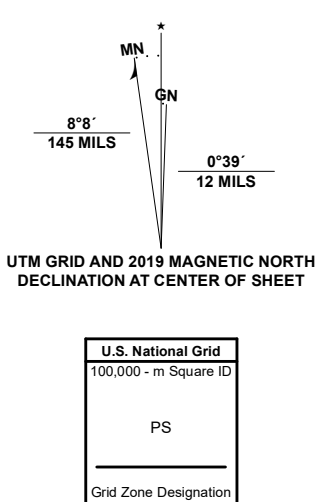 ★
MN
GN
8°8´
145 MILS
0°39´
12 MILS
UTM GRID AND 2019 MAGNETIC NORTH
DECLINATION AT CENTER OF SHEET
U.S. National Grid
100,000 - m Square ID
PS
Grid Zone Designation